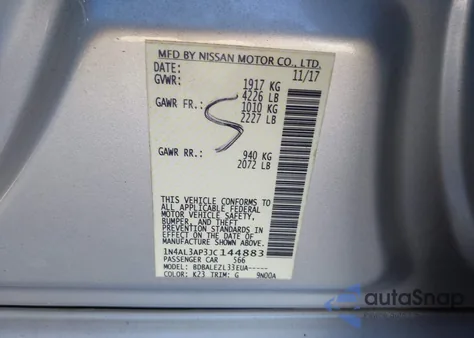 MFD BY NISSAN MOTOR CO., LTD.
DATE: 11/17
GVWR: 1917 KG
4226 LB
GAWR FR.: 1010 KG
2227 LB
S
GAWR RR.: 940 KG
2072 LB
THIS VEHICLE CONFORMS TO
ALL APPLICABLE FEDERAL
MOTOR VEHICLE SAFETY,
BUMPER, AND THEFT
PREVENTION STANDARDS IN
EFFECT ON THE DATE OF
MANUFACTURE SHOWN ABOVE.
1N4AL3AP3JC144883
PASSENGER CAR 566
MODEL: BDBALEZL33EUA-----
COLOR: K23 TRIM: G 9N00A
autoSnap